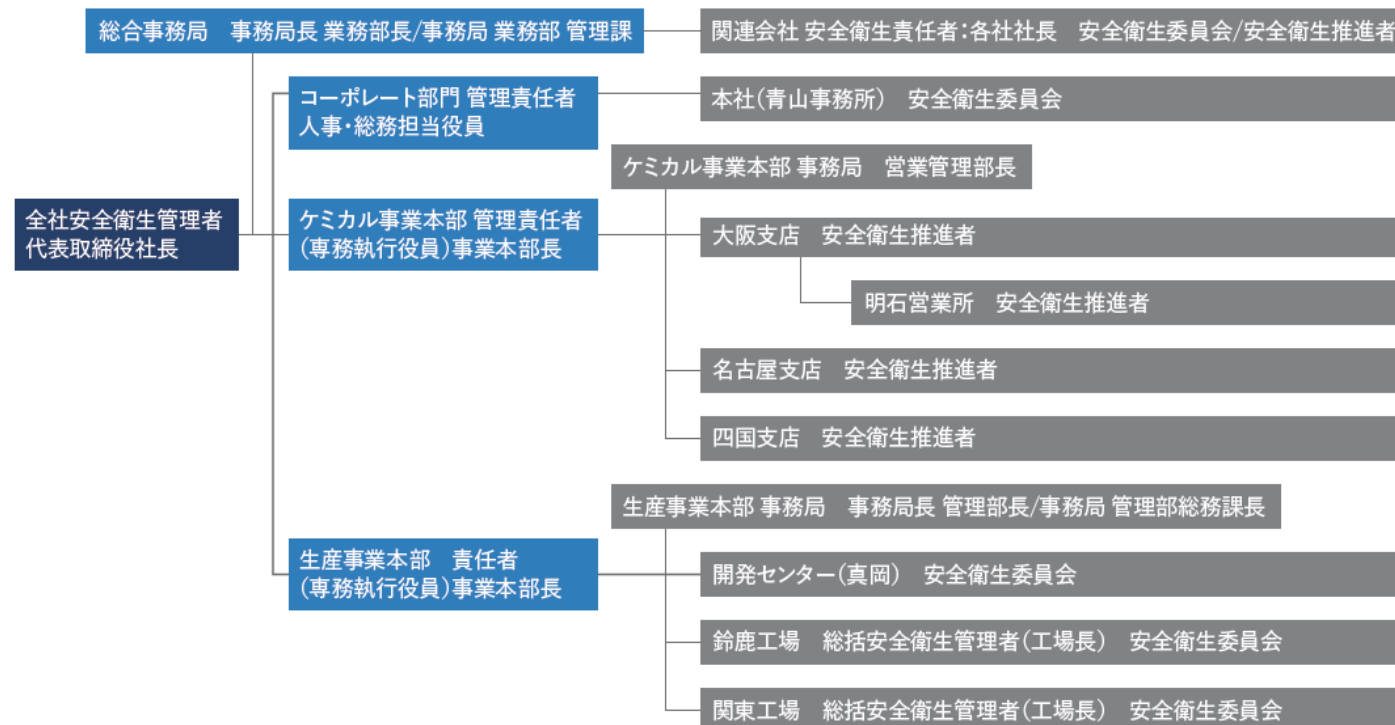 総合事務局　事務局長 業務部長/事務局 業務部 管理課
関連会社 安全衛生責任者：各社社長　安全衛生委員会/安全衛生推進者
コーポレート部門 管理責任者
人事・総務担当役員
本社（青山事務所）　安全衛生委員会
ケミカル事業本部 事務局　営業管理部長
全社安全衛生管理者
代表取締役社長
ケミカル事業本部 管理責任者
（専務執行役員）事業本部長
大阪支店　安全衛生推進者
明石営業所　安全衛生推進者
名古屋支店　安全衛生推進者
四国支店　安全衛生推進者
生産事業本部 事務局　事務局長 管理部長/事務局 管理部総務課長
生産事業本部　責任者
（専務執行役員）事業本部長
開発センター（真岡）　安全衛生委員会
鈴鹿工場　総括安全衛生管理者（工場長）　安全衛生委員会
関東工場　総括安全衛生管理者（工場長）　安全衛生委員会